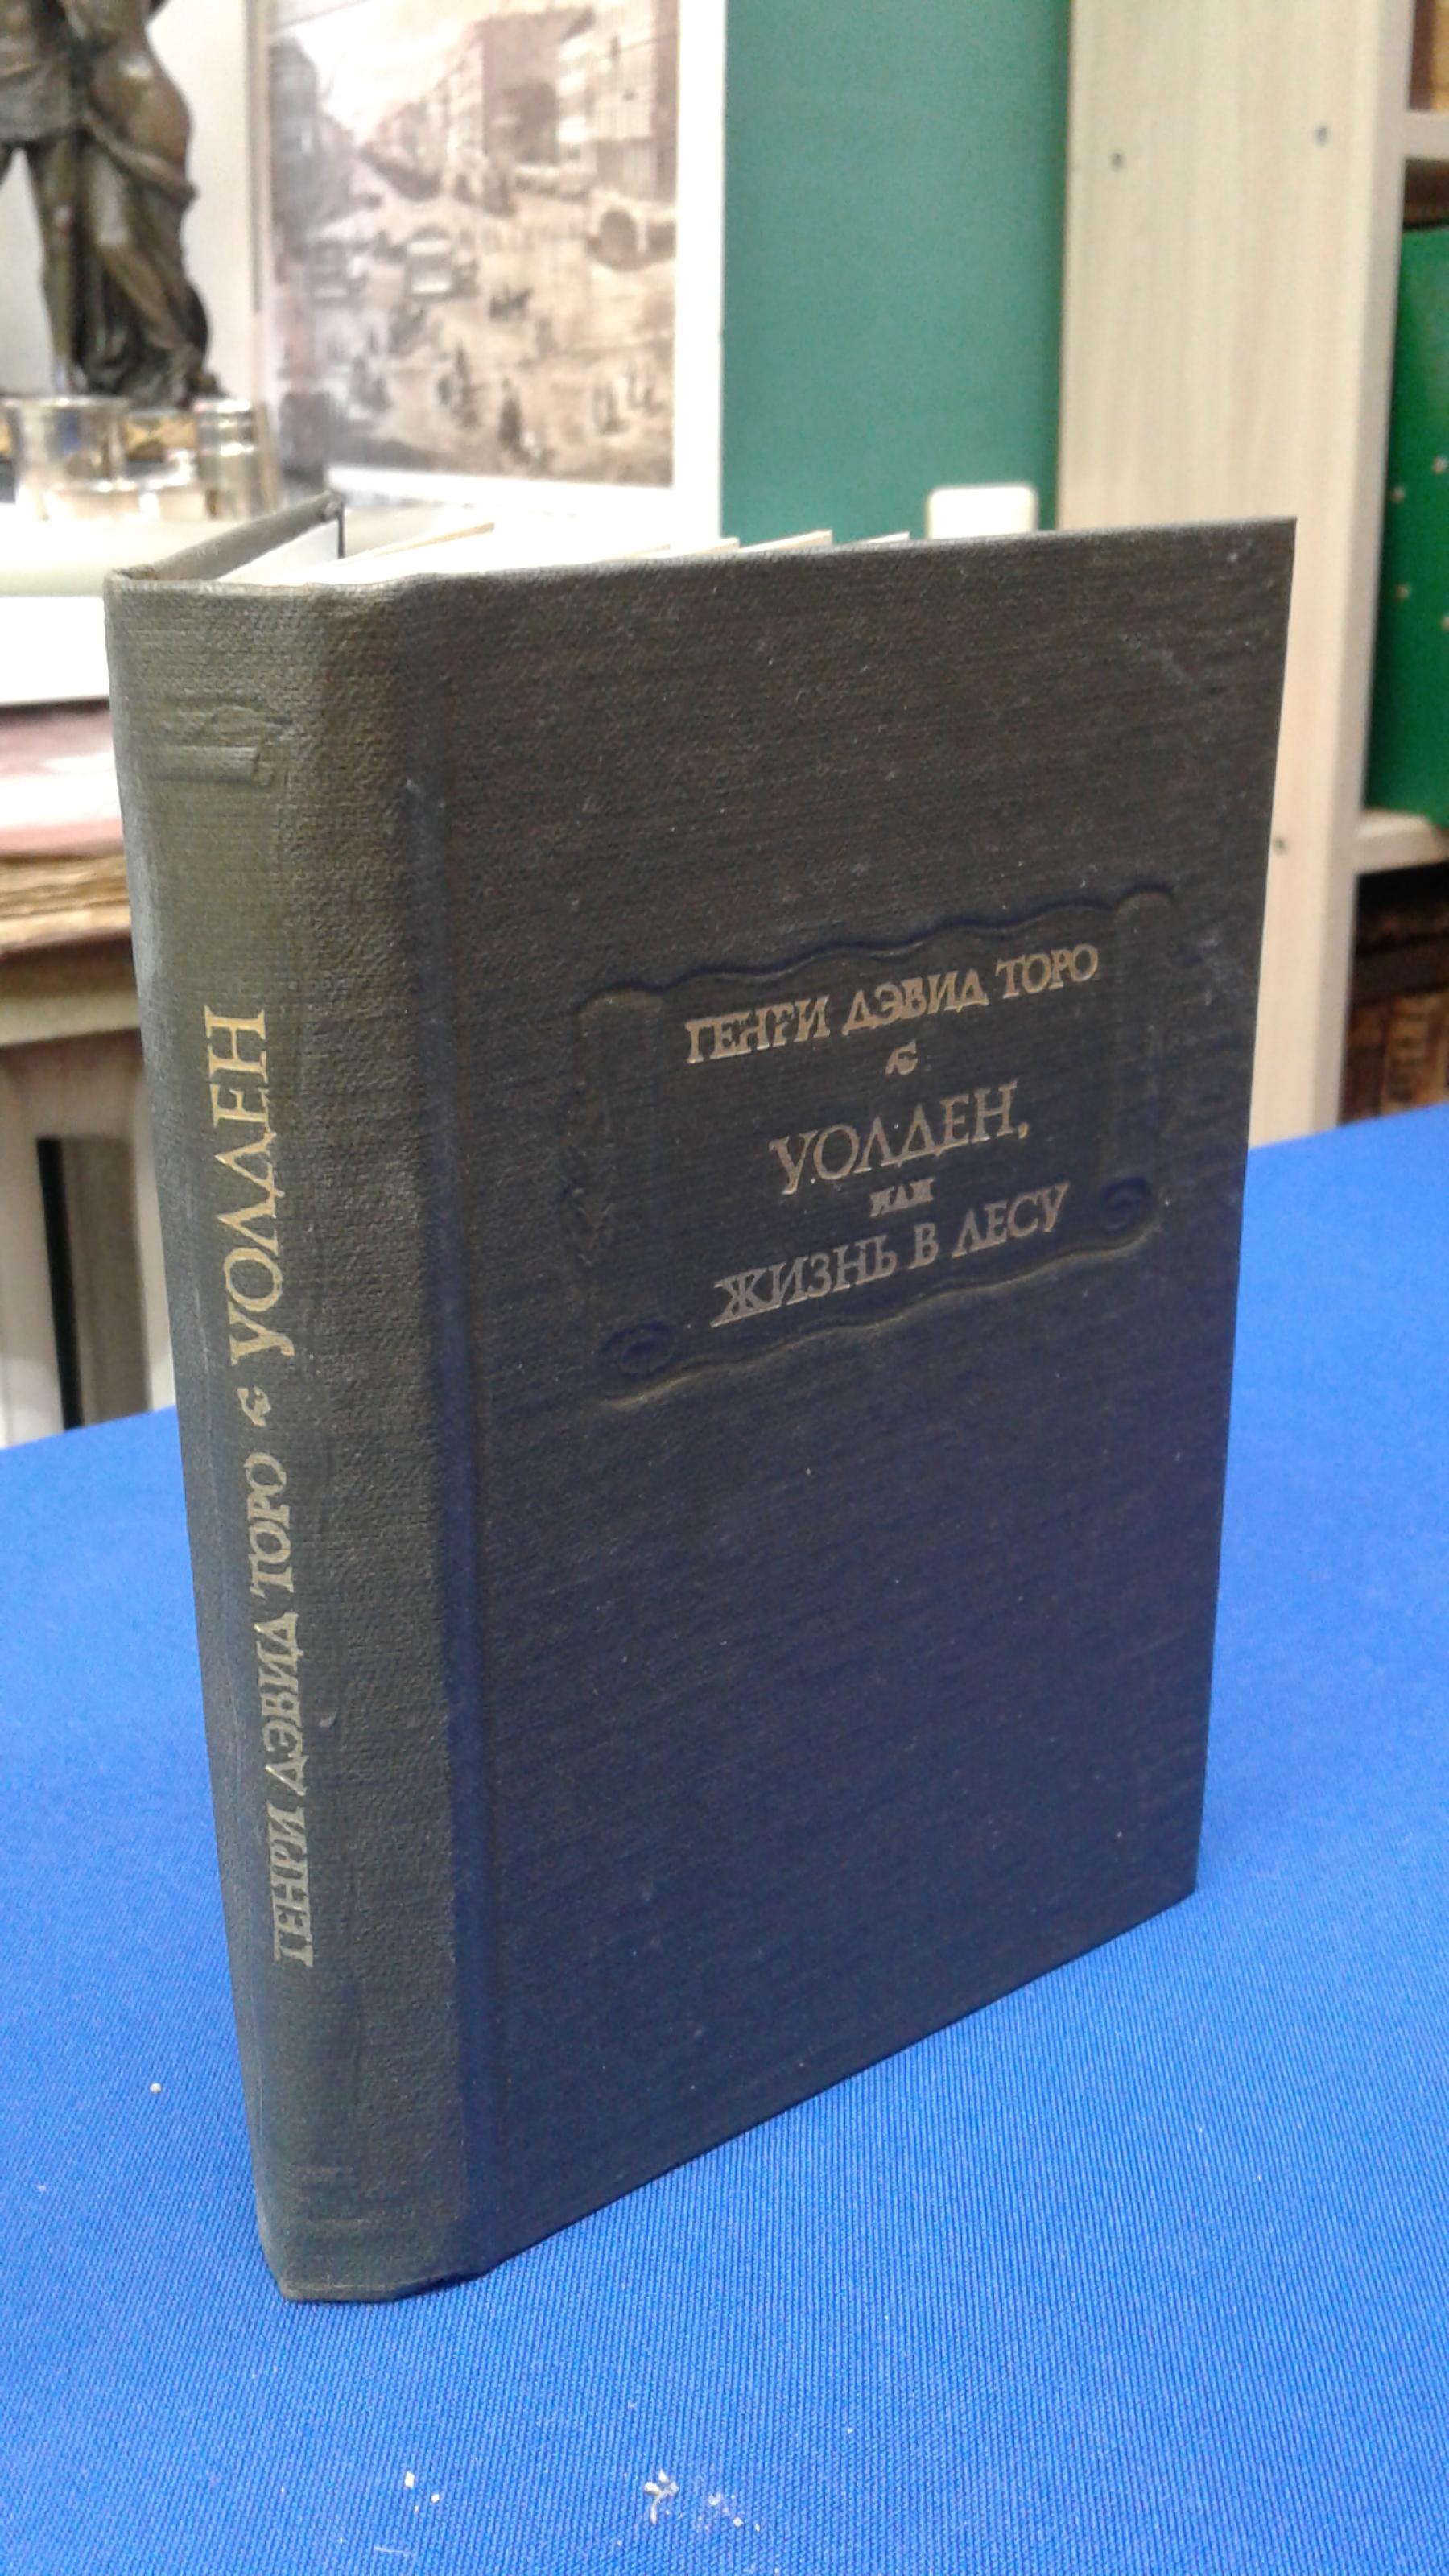 ГЕНРИ ДЭВИД ТОРО
УОЛДЕН,
ИЛИ
ЖИЗНЬ В ЛЕСУ
ГЕНРИ ДЭВИД ТОРО УОЛДЕН